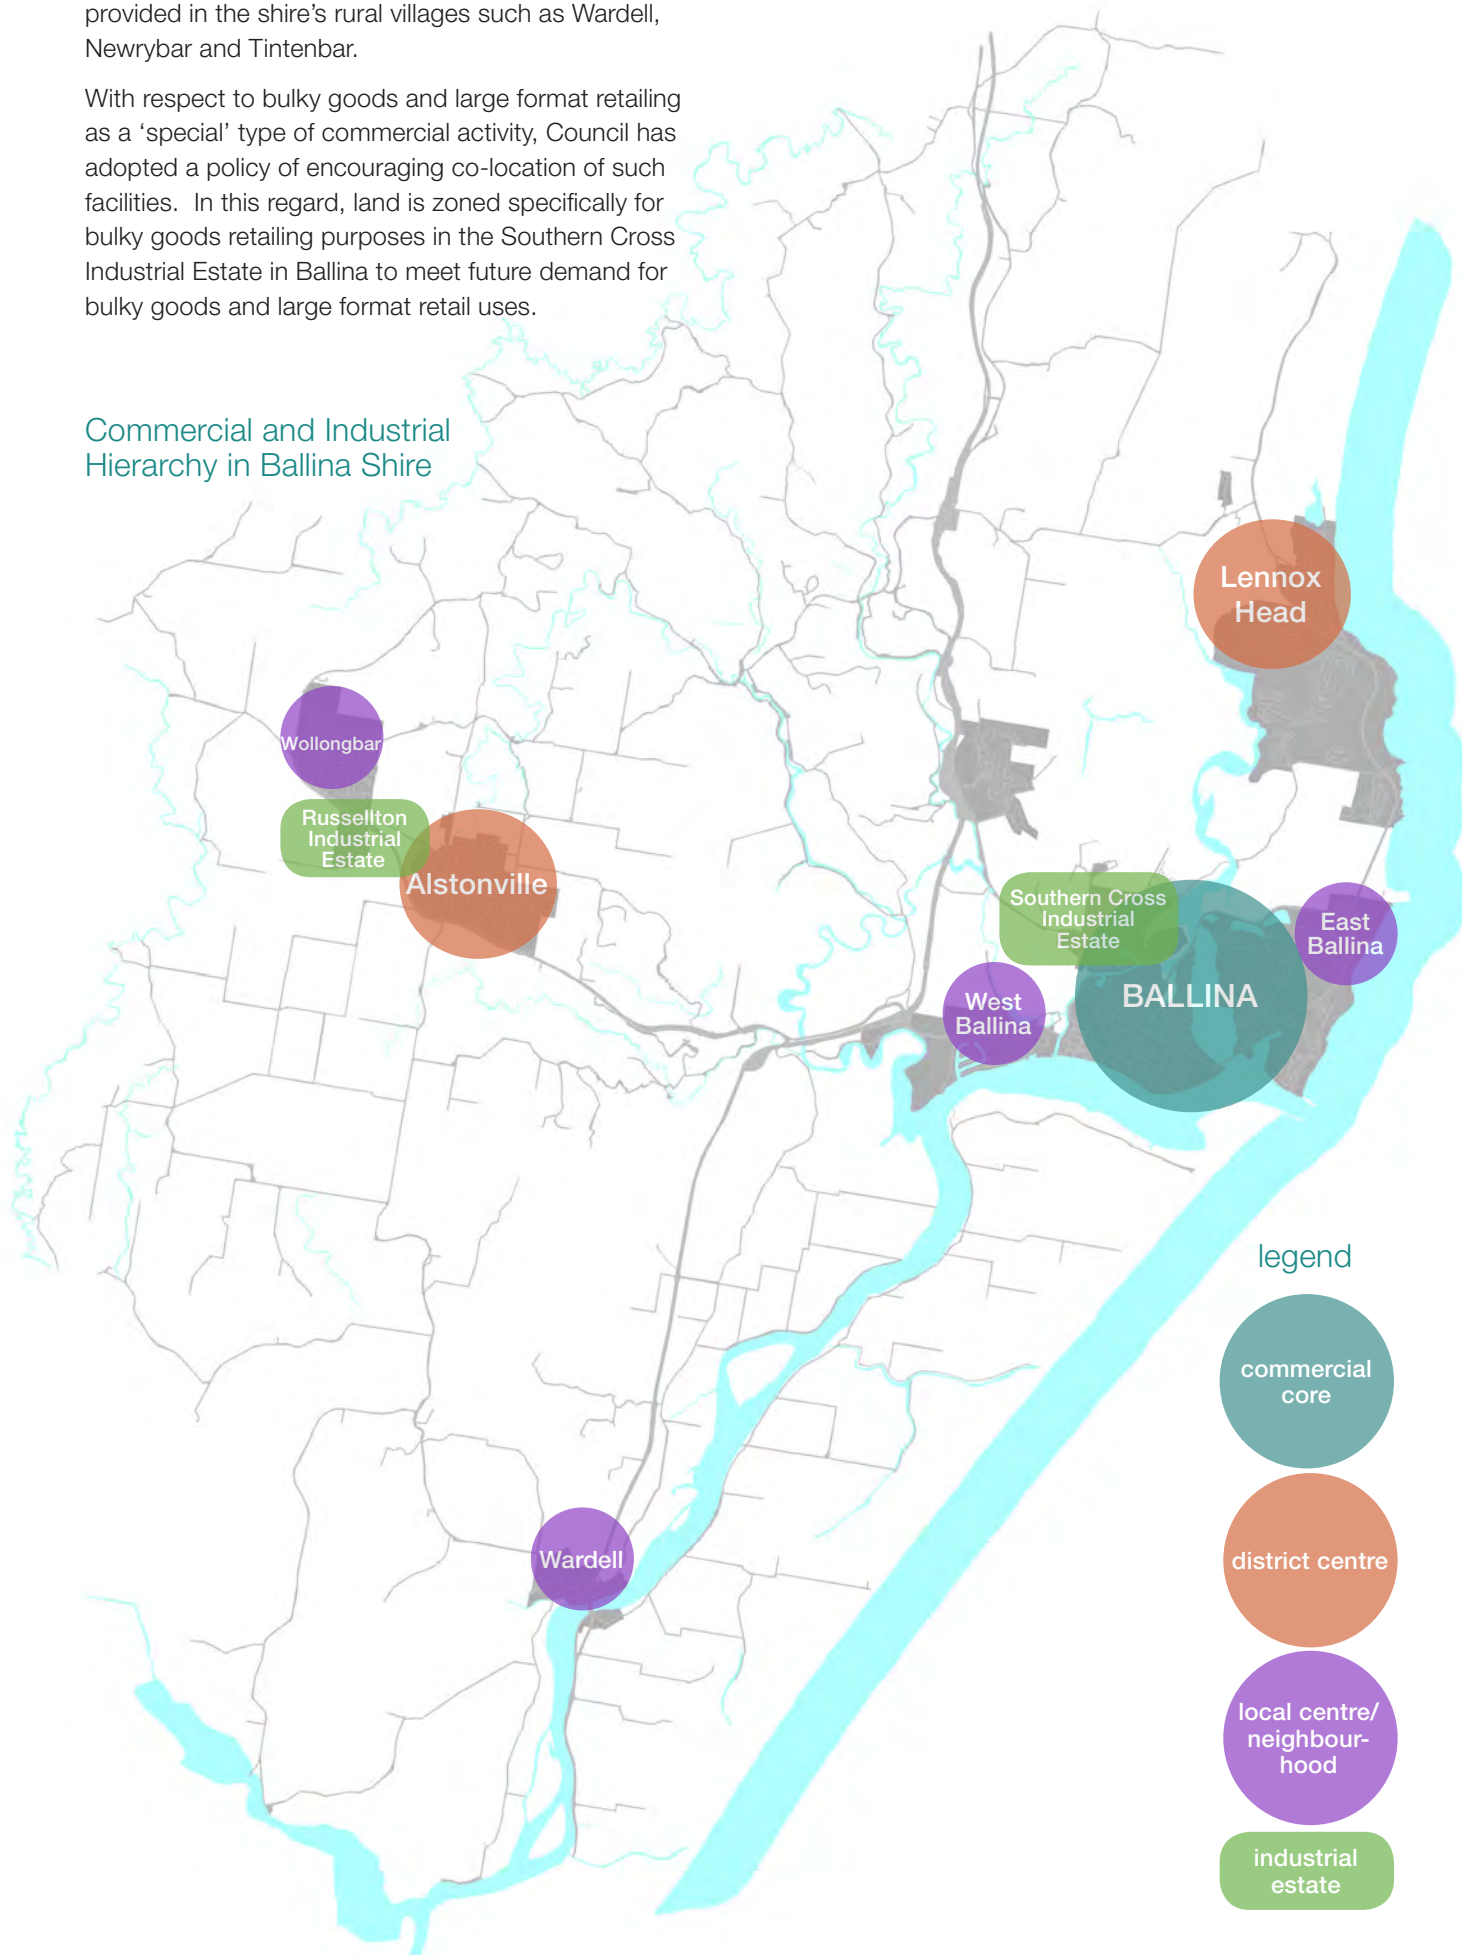 provided in the shire's rural villages such as Wardell,
Newrybar and Tintenbar.
With respect to bulky goods and large format retailing
as a 'special' type of commercial activity, Council has
adopted a policy of encouraging co-location of such
facilities.  In this regard, land is zoned specifically for
bulky goods retailing purposes in the Southern Cross
Industrial Estate in Ballina to meet future demand for
bulky goods and large format retail uses.
Commercial and Industrial
Hierarchy in Ballina Shire
Lennox
Head
Wollongbar
Russellton
Industrial
Estate
Alstonville
Southern Cross
Industrial
Estate
East
Ballina
West
Ballina
BALLINA
Wardell
legend
commercial
core
district centre
local centre/
neighbour-
hood
industrial
estate